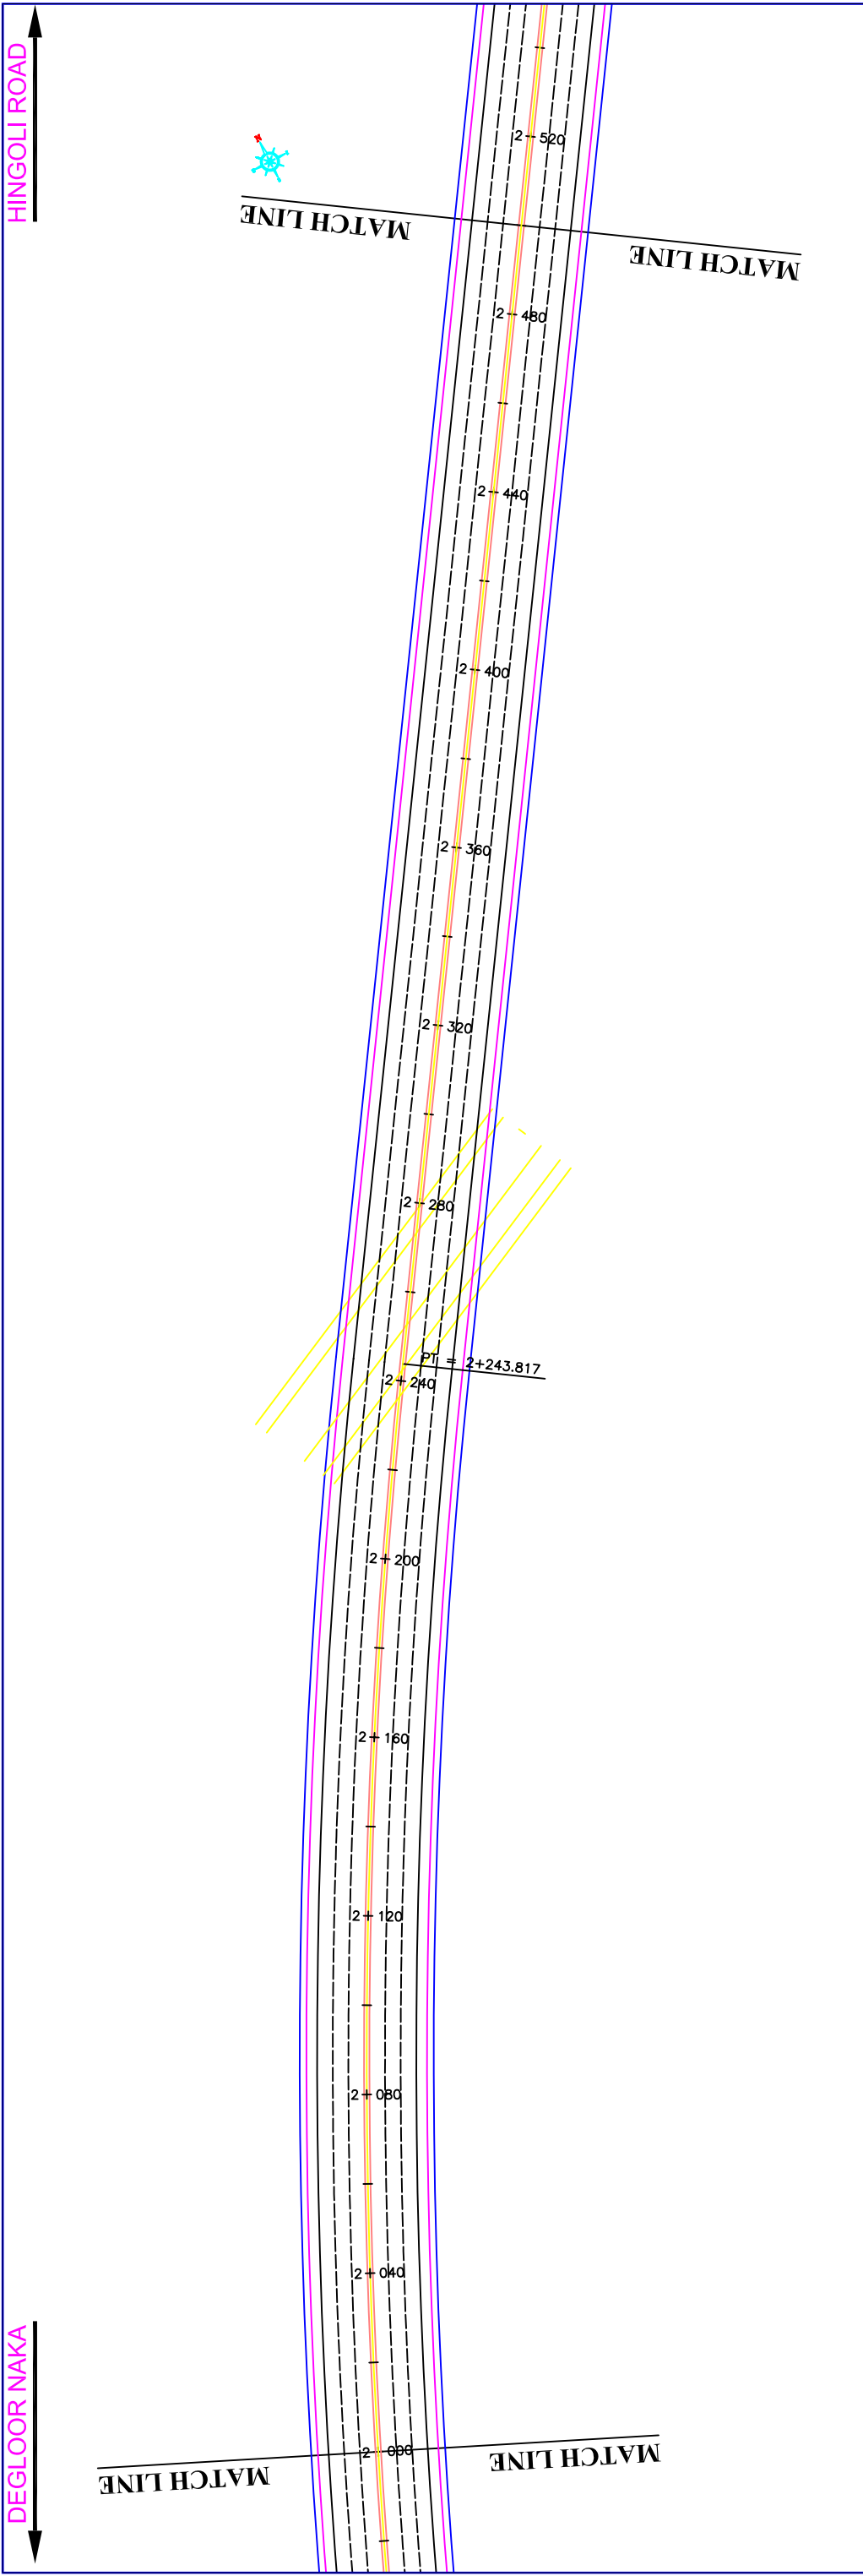 HINGOLI ROAD
2+520
MATCH LINE
MATCH LINE
2+480
2+440
2+400
2+360
2+320
2+280
PT = 2+243.817
2+240
2+200
2+160
2+120
2+080
2+040
DEGLOOR NAKA
2+000
MATCH LINE
MATCH LINE